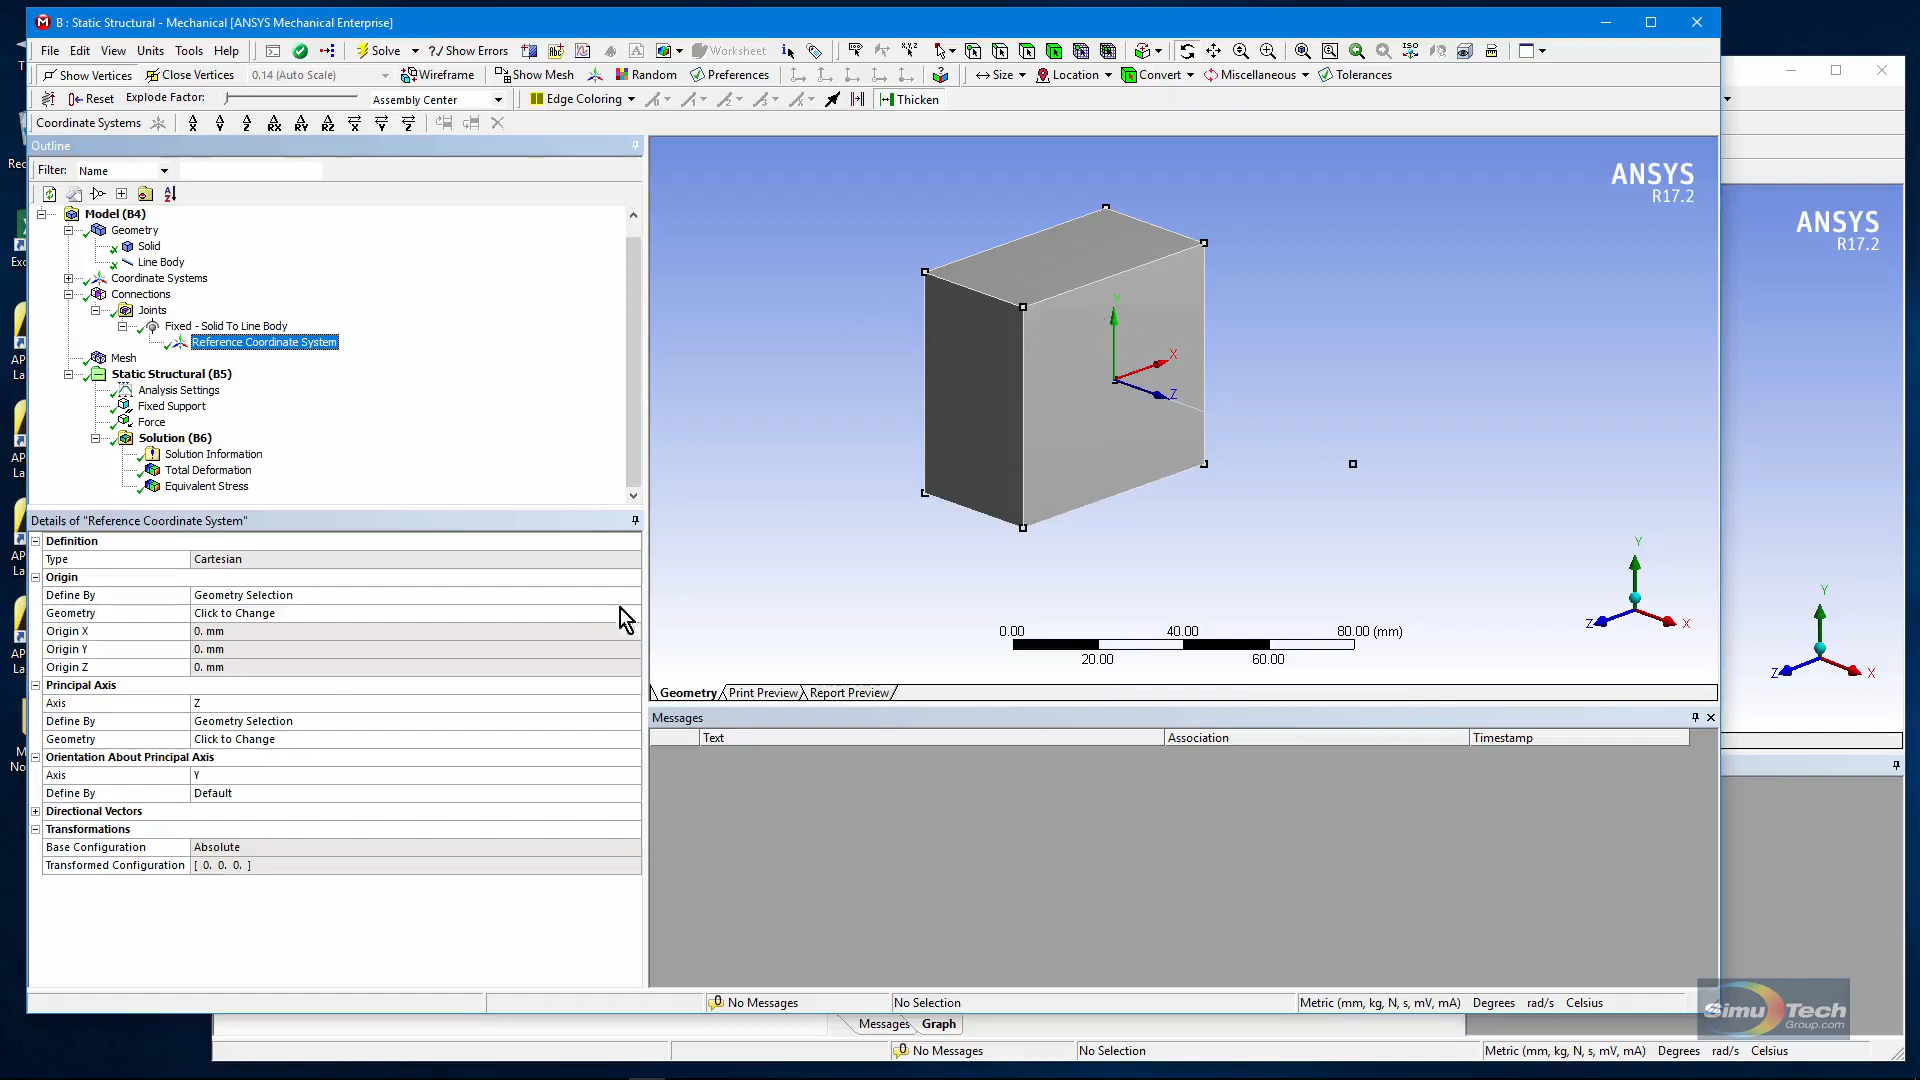 B : Static Structural - Mechanical [ANSYS Mechanical Enterprise]
File Edit View Units Tools Help Solve ?/ Show Errors Worksheet
Show Vertices Close Vertices 0.14 (Auto Scale) Wireframe Show Mesh Random Preferences Size Location Convert Miscellaneous Tolerances
Reset Explode Factor: Assembly Center Edge Coloring Thicken
Coordinate Systems X Y Z RX RY RZ X Y Z
Outline
Filter: Name
Model (B4)
Geometry
Solid
Line Body
Coordinate Systems
Connections
Joints
Fixed - Solid To Line Body
Reference Coordinate System
Mesh
Static Structural (B5)
Analysis Settings
Fixed Support
Force
Solution (B6)
Solution Information
Total Deformation
Equivalent Stress
Details of "Reference Coordinate System"
Definition
Type Cartesian
Origin
Define By Geometry Selection
Geometry Click to Change
Origin X 0. mm
Origin Y 0. mm
Origin Z 0. mm
Principal Axis
Axis Z
Define By Geometry Selection
Geometry Click to Change
Orientation About Principal Axis
Axis Y
Define By Default
Directional Vectors
Transformations
Base Configuration Absolute
Transformed Configuration [ 0. 0. 0. ]
ANSYS
R17.2
Y
X
Z
Y
Z X
0.00 40.00 80.00 (mm)
20.00 60.00
Geometry Print Preview Report Preview
Messages
Text Association Timestamp
No Messages No Selection Metric (mm, kg, N, s, mV, mA) Degrees rad/s Celsius
ANSYS
R17.2
Y
Z X
SimuTech
Group.com
Messages Graph
No Messages No Selection Metric (mm, kg, N, s, mV, mA) Degrees rad/s Celsius